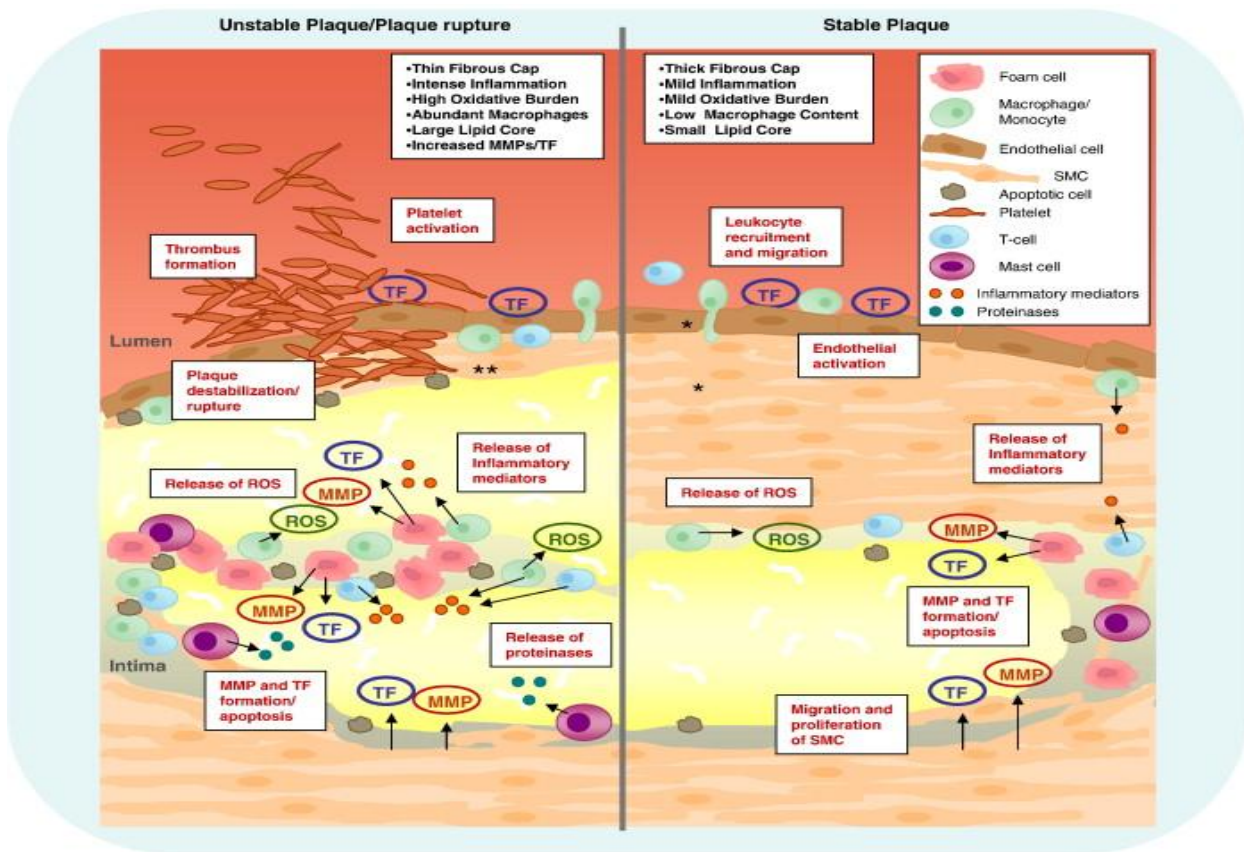 Unstable Plaque/Plaque rupture
Stable Plaque
•Thin Fibrous Cap
•Intense Inflammation
•High Oxidative Burden
•Abundant Macrophages
•Large Lipid Core
•Increased MMPs/TF
•Thick Fibrous Cap
•Mild Inflammation
•Mild Oxidative Burden
•Low Macrophage Content
•Small Lipid Core
Foam cell
Macrophage/
Monocyte
Endothelial cell
SMC
Apoptotic cell
Platelet
T-cell
Mast cell
Inflammatory mediators
Proteinases
Platelet
activation
Thrombus
formation
TF
TF
Lumen
**
Plaque
destabilization/
rupture
Leukocyte
recruitment
and migration
TF
TF
*
Endothelial
activation
*
TF
Release of
Inflammatory
mediators
Release of ROS
MMP
ROS
ROS
MMP
TF
Release of
proteinases
Intima
MMP and TF
formation/
apoptosis
TF
MMP
Release of
Inflammatory
mediators
Release of ROS
ROS
MMP
TF
MMP and TF
formation/
apoptosis
MMP
TF
Migration and
proliferation
of SMC